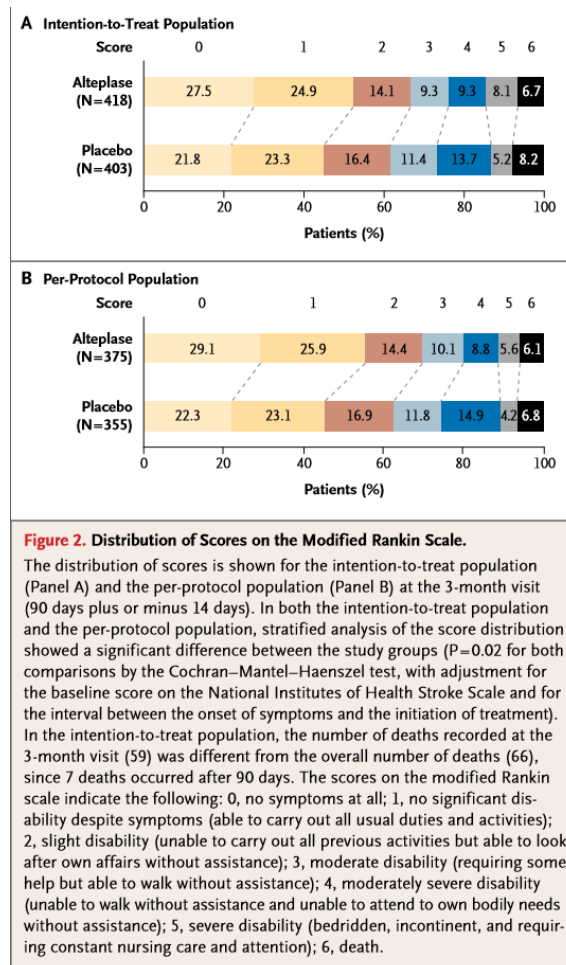 A Intention-to-Treat Population
Score 0 1 2 3 4 5 6
Alteplase
(N=418)
27.5 24.9 14.1 9.3 9.3 8.1 6.7
Placebo
(N=403)
21.8 23.3 16.4 11.4 13.7 5.2 8.2
0 20 40 60 80 100
Patients (%)
B Per-Protocol Population
Score 0 1 2 3 4 5 6
Alteplase
(N=375)
29.1 25.9 14.4 10.1 8.8 5.6 6.1
Placebo
(N=355)
22.3 23.1 16.9 11.8 14.9 4.2 6.8
0 20 40 60 80 100
Patients (%)
Figure 2. Distribution of Scores on the Modified Rankin Scale.
The distribution of scores is shown for the intention-to-treat population
(Panel A) and the per-protocol population (Panel B) at the 3-month visit
(90 days plus or minus 14 days). In both the intention-to-treat population
and the per-protocol population, stratified analysis of the score distribution
showed a significant difference between the study groups (P=0.02 for both
comparisons by the Cochran–Mantel–Haenszel test, with adjustment for
the baseline score on the National Institutes of Health Stroke Scale and for
the interval between the onset of symptoms and the initiation of treatment).
In the intention-to-treat population, the number of deaths recorded at the
3-month visit (59) was different from the overall number of deaths (66),
since 7 deaths occurred after 90 days. The scores on the modified Rankin
scale indicate the following: 0, no symptoms at all; 1, no significant dis-
ability despite symptoms (able to carry out all usual duties and activities);
2, slight disability (unable to carry out all previous activities but able to look
after own affairs without assistance); 3, moderate disability (requiring some
help but able to walk without assistance); 4, moderately severe disability
(unable to walk without assistance and unable to attend to own bodily needs
without assistance); 5, severe disability (bedridden, incontinent, and requir-
ing constant nursing care and attention); 6, death.